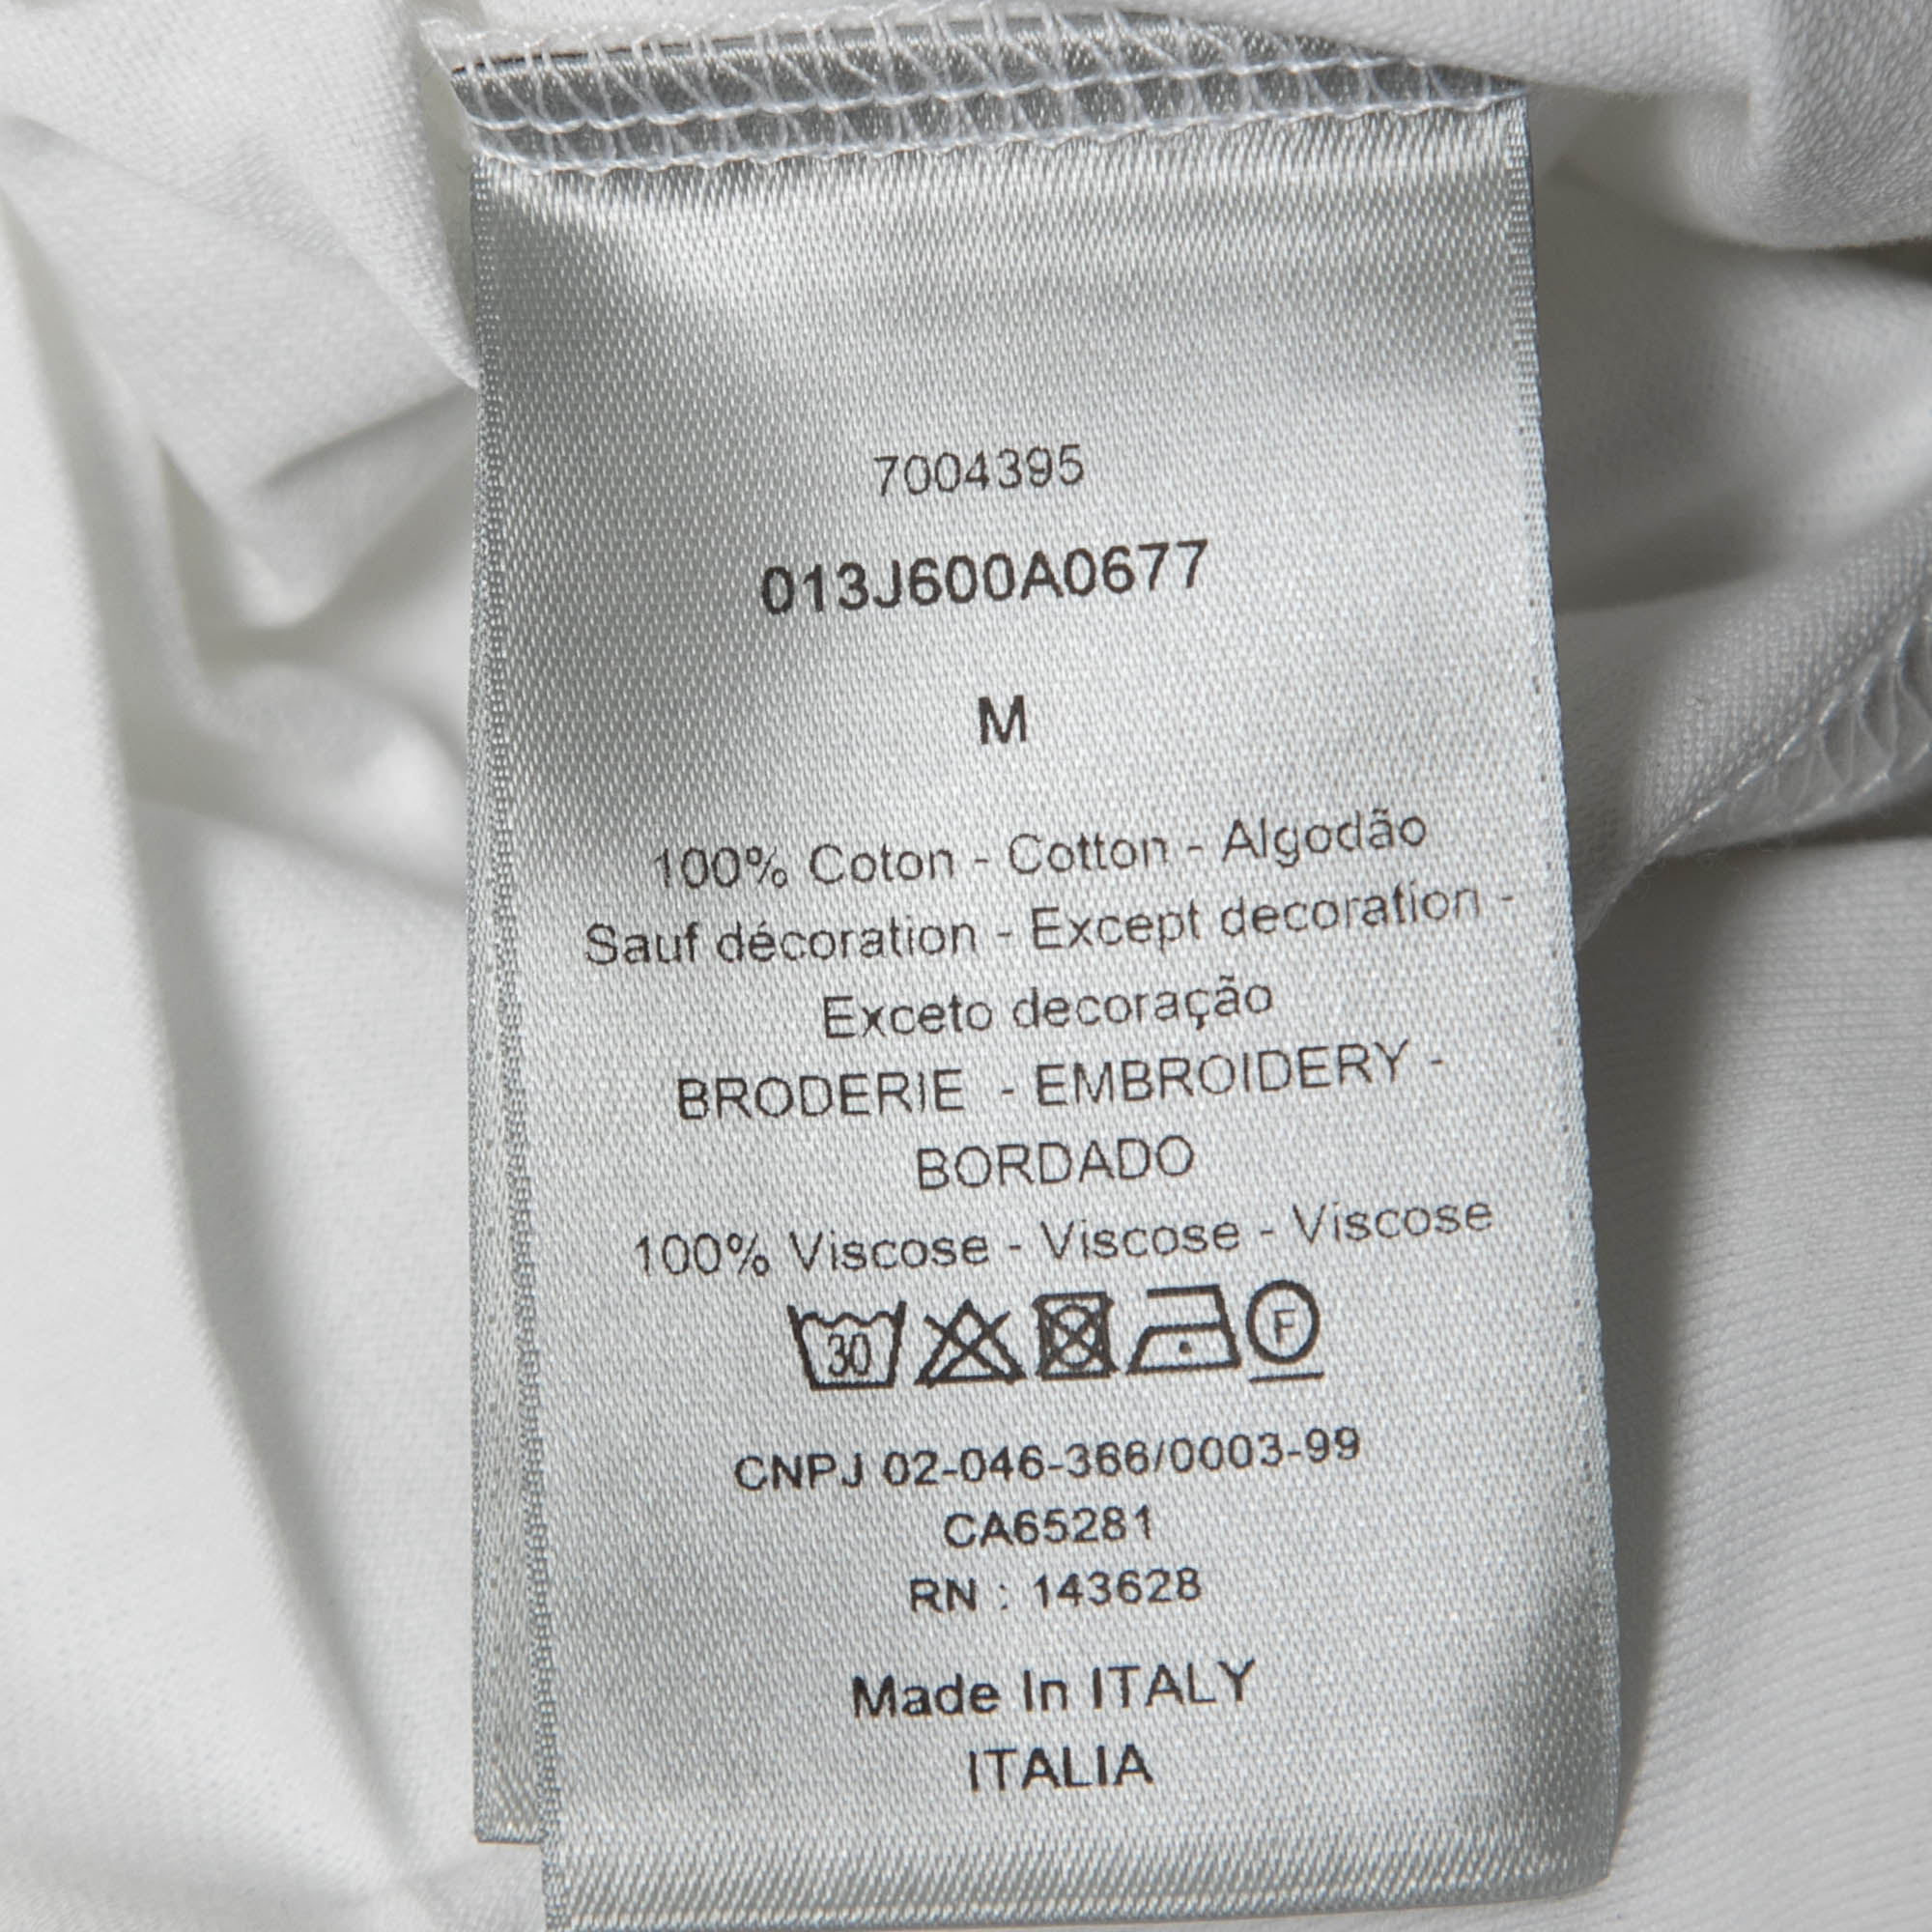 7004395
013J600A0677
M
100% Coton - Cotton - Algodão
Sauf décoration - Except decoration -
Exceto decoração
BRODERIE - EMBROIDERY -
BORDADO
100% Viscose - Viscose - Viscose
30 F
CNPJ 02-046-366/0003-99
CA65281
RN : 143628
Made In ITALY
ITALIA